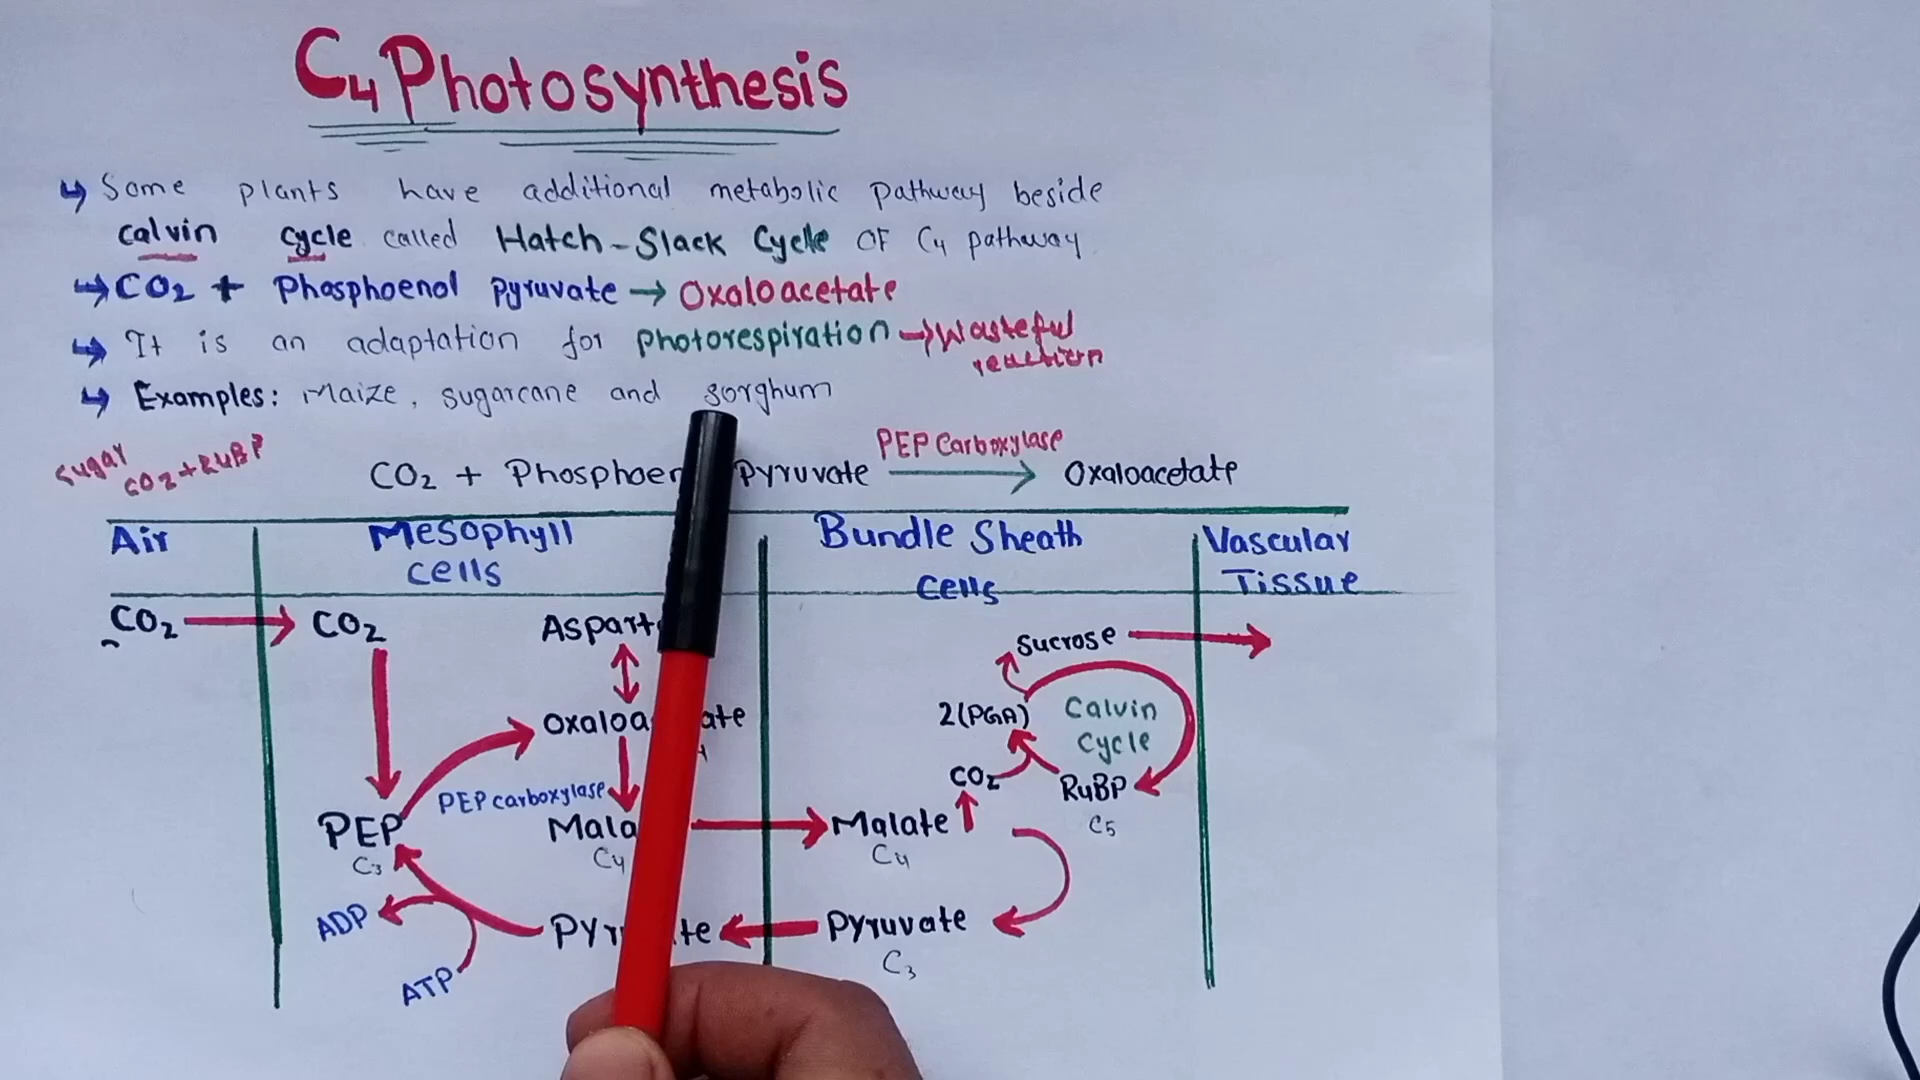 C4 Photosynthesis
Some plants have additional metabolic pathway beside
calvin cycle called Hatch-Slack Cycle OF C4 pathway
CO2 + Phosphoenol Pyruvate → Oxaloacetate
It is an adaptation for Photorespiration → Wasteful
reaction
Examples: Maize, sugarcane and sorghum
Sugar
CO2+RuBP
PEP Carboxylase
CO2 + Phosphoen Pyruvate → Oxaloacetate
Air Mesophyll Bundle Sheath Vascular
cells Cells Tissue
CO2 → CO2 Aspart Sucrose
Oxaloa ate 2(PGA) Calvin
Cycle
PEP carboxylase CO2 RuBP
C5
PEP Mala Malate
C3 C4 C4
ADP Pyr te Pyruvate
C3
ATP